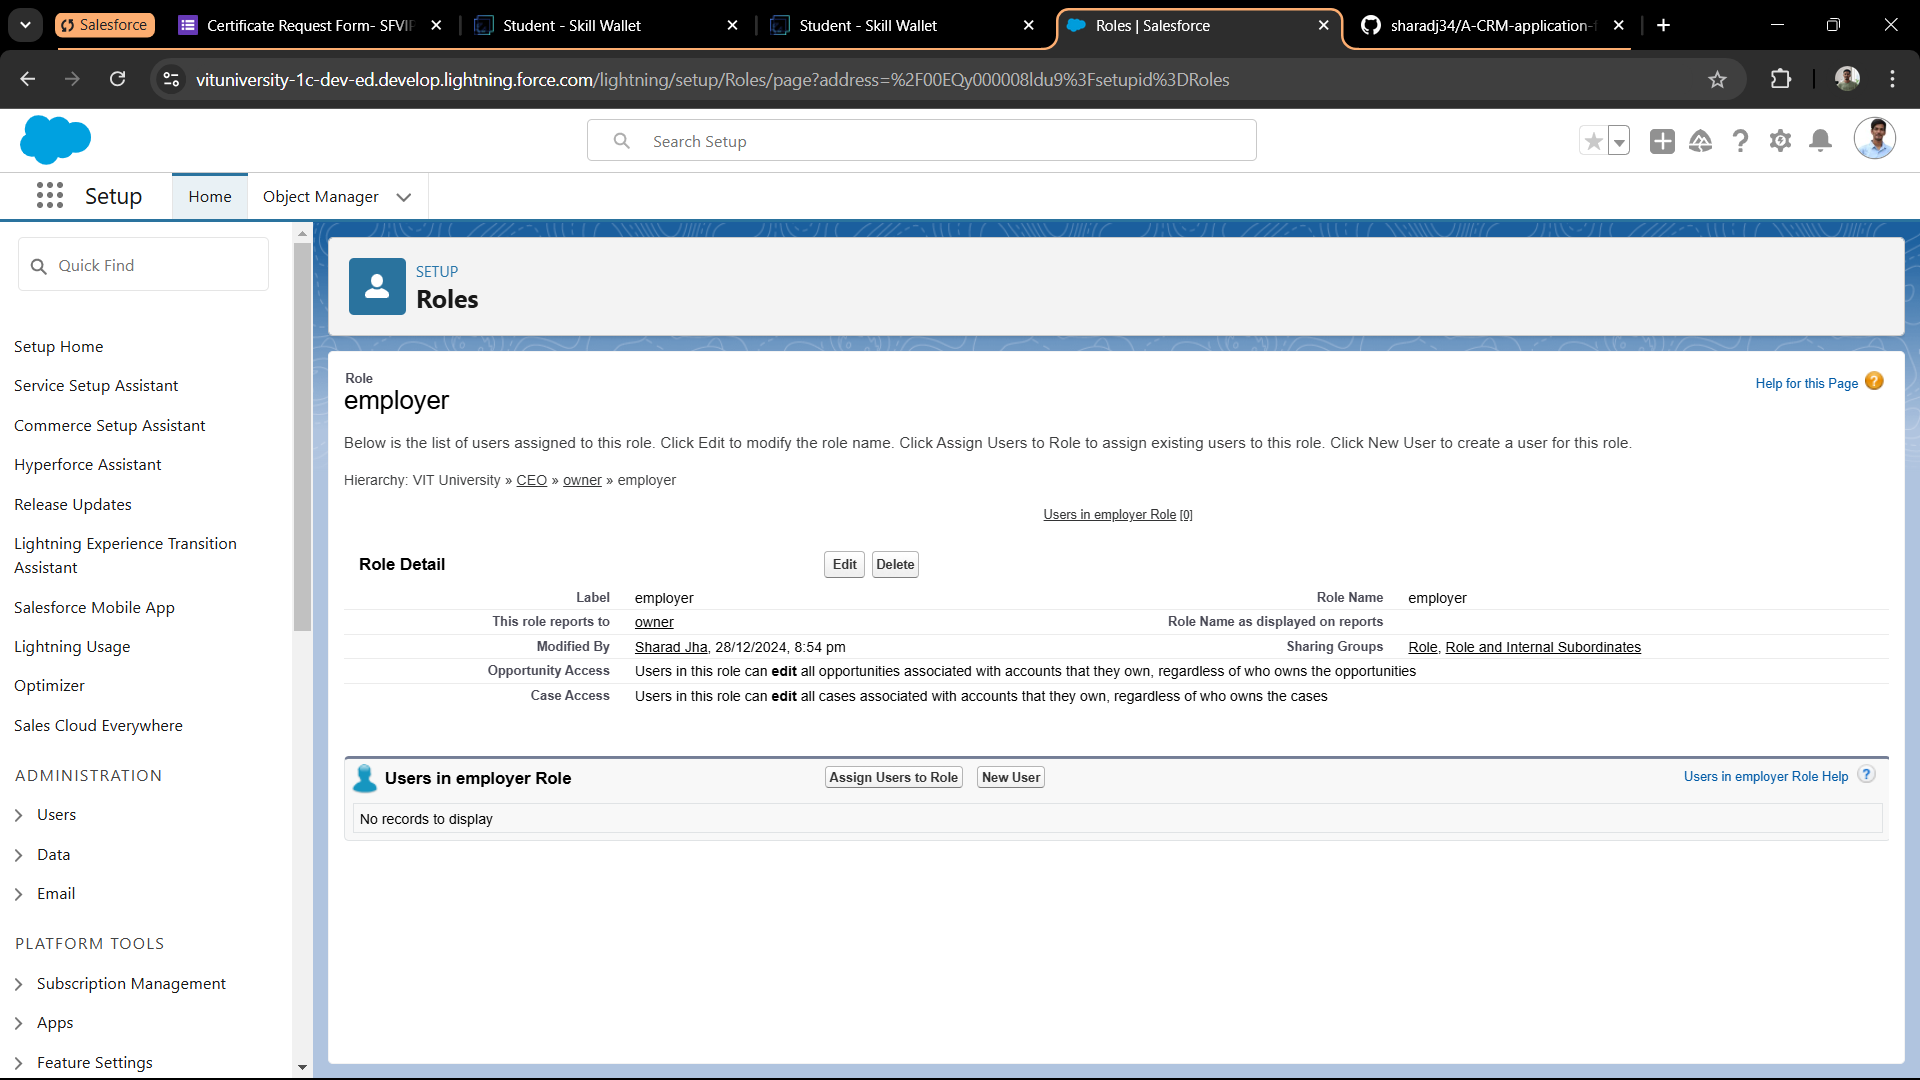 Salesforce
Certificate Request Form- SFVIP
Student - Skill Wallet
Student - Skill Wallet
Roles | Salesforce
sharadj34/A-CRM-application-f
vituniversity-1c-dev-ed.develop.lightning.force.com/lightning/setup/Roles/page?address=%2F00EQy000008ldu9%3Fsetupid%3DRoles
Search Setup
Setup
Home
Object Manager
Quick Find
Setup Home
Service Setup Assistant
Commerce Setup Assistant
Hyperforce Assistant
Release Updates
Lightning Experience Transition
Assistant
Salesforce Mobile App
Lightning Usage
Optimizer
Sales Cloud Everywhere
ADMINISTRATION
Users
Data
Email
PLATFORM TOOLS
Subscription Management
Apps
Feature Settings
SETUP
Roles
Role
employer
Help for this Page ?
Below is the list of users assigned to this role. Click Edit to modify the role name. Click Assign Users to Role to assign existing users to this role. Click New User to create a user for this role.
Hierarchy: VIT University » CEO » owner » employer
Users in employer Role [0]
Role Detail Edit Delete
Label employer Role Name employer
This role reports to owner Role Name as displayed on reports
Modified By Sharad Jha, 28/12/2024, 8:54 pm Sharing Groups Role, Role and Internal Subordinates
Opportunity Access Users in this role can edit all opportunities associated with accounts that they own, regardless of who owns the opportunities
Case Access Users in this role can edit all cases associated with accounts that they own, regardless of who owns the cases
Users in employer Role Assign Users to Role New User Users in employer Role Help ?
No records to display